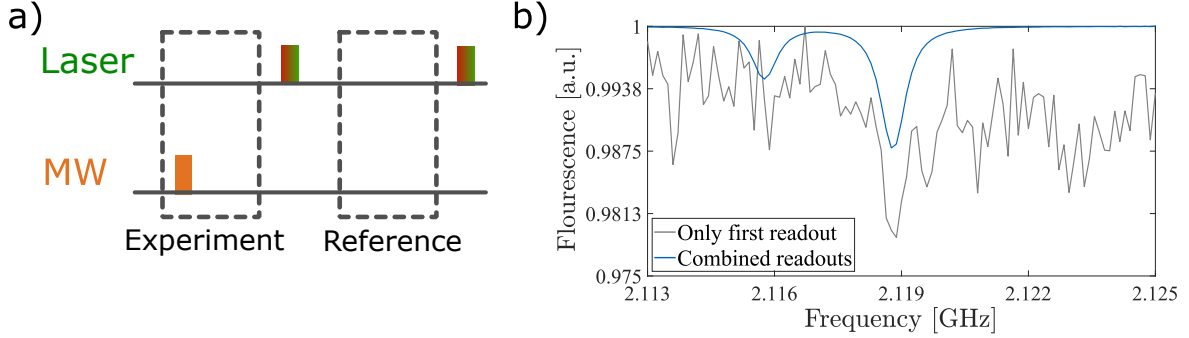 a)
Laser
MW
Experiment
Reference
b)
1
0.9938
0.9875
0.9813
0.975
Flourescence [a.u.]
Only first readout
Combined readouts
2.113
2.116
2.119
2.122
2.125
Frequency [GHz]